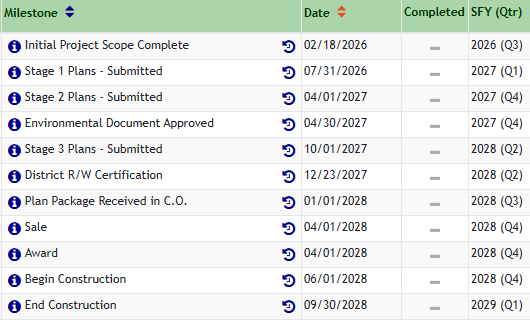 Milestone Date Completed SFY (Qtr)
Initial Project Scope Complete 02/18/2026 2026 (Q3)
Stage 1 Plans - Submitted 07/31/2026 2027 (Q1)
Stage 2 Plans - Submitted 04/01/2027 2027 (Q4)
Environmental Document Approved 04/30/2027 2027 (Q4)
Stage 3 Plans - Submitted 10/01/2027 2028 (Q2)
District R/W Certification 12/23/2027 2028 (Q2)
Plan Package Received in C.O. 01/01/2028 2028 (Q3)
Sale 04/01/2028 2028 (Q4)
Award 04/01/2028 2028 (Q4)
Begin Construction 06/01/2028 2028 (Q4)
End Construction 09/30/2028 2029 (Q1)